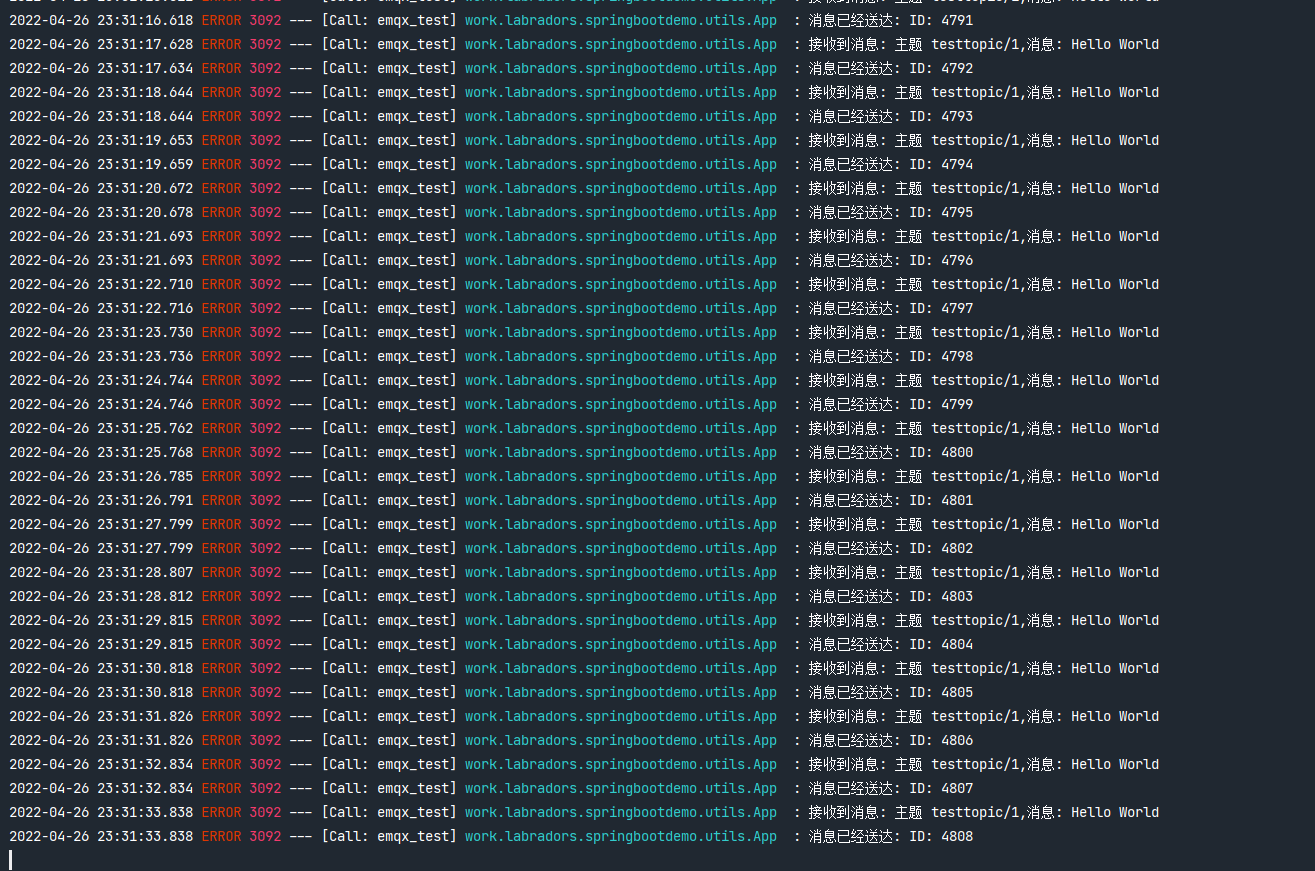 2022-04-26 23:31:16.618 ERROR 3092 --- [Call: emqx_test] work.labradors.springbootdemo.utils.App : 消息已经送达: ID: 4791
2022-04-26 23:31:17.628 ERROR 3092 --- [Call: emqx_test] work.labradors.springbootdemo.utils.App : 接收到消息: 主题 testtopic/1,消息: Hello World
2022-04-26 23:31:17.634 ERROR 3092 --- [Call: emqx_test] work.labradors.springbootdemo.utils.App : 消息已经送达: ID: 4792
2022-04-26 23:31:18.644 ERROR 3092 --- [Call: emqx_test] work.labradors.springbootdemo.utils.App : 接收到消息: 主题 testtopic/1,消息: Hello World
2022-04-26 23:31:18.644 ERROR 3092 --- [Call: emqx_test] work.labradors.springbootdemo.utils.App : 消息已经送达: ID: 4793
2022-04-26 23:31:19.653 ERROR 3092 --- [Call: emqx_test] work.labradors.springbootdemo.utils.App : 接收到消息: 主题 testtopic/1,消息: Hello World
2022-04-26 23:31:19.659 ERROR 3092 --- [Call: emqx_test] work.labradors.springbootdemo.utils.App : 消息已经送达: ID: 4794
2022-04-26 23:31:20.672 ERROR 3092 --- [Call: emqx_test] work.labradors.springbootdemo.utils.App : 接收到消息: 主题 testtopic/1,消息: Hello World
2022-04-26 23:31:20.678 ERROR 3092 --- [Call: emqx_test] work.labradors.springbootdemo.utils.App : 消息已经送达: ID: 4795
2022-04-26 23:31:21.693 ERROR 3092 --- [Call: emqx_test] work.labradors.springbootdemo.utils.App : 接收到消息: 主题 testtopic/1,消息: Hello World
2022-04-26 23:31:21.693 ERROR 3092 --- [Call: emqx_test] work.labradors.springbootdemo.utils.App : 消息已经送达: ID: 4796
2022-04-26 23:31:22.710 ERROR 3092 --- [Call: emqx_test] work.labradors.springbootdemo.utils.App : 接收到消息: 主题 testtopic/1,消息: Hello World
2022-04-26 23:31:22.716 ERROR 3092 --- [Call: emqx_test] work.labradors.springbootdemo.utils.App : 消息已经送达: ID: 4797
2022-04-26 23:31:23.730 ERROR 3092 --- [Call: emqx_test] work.labradors.springbootdemo.utils.App : 接收到消息: 主题 testtopic/1,消息: Hello World
2022-04-26 23:31:23.736 ERROR 3092 --- [Call: emqx_test] work.labradors.springbootdemo.utils.App : 消息已经送达: ID: 4798
2022-04-26 23:31:24.744 ERROR 3092 --- [Call: emqx_test] work.labradors.springbootdemo.utils.App : 接收到消息: 主题 testtopic/1,消息: Hello World
2022-04-26 23:31:24.746 ERROR 3092 --- [Call: emqx_test] work.labradors.springbootdemo.utils.App : 消息已经送达: ID: 4799
2022-04-26 23:31:25.762 ERROR 3092 --- [Call: emqx_test] work.labradors.springbootdemo.utils.App : 接收到消息: 主题 testtopic/1,消息: Hello World
2022-04-26 23:31:25.768 ERROR 3092 --- [Call: emqx_test] work.labradors.springbootdemo.utils.App : 消息已经送达: ID: 4800
2022-04-26 23:31:26.785 ERROR 3092 --- [Call: emqx_test] work.labradors.springbootdemo.utils.App : 接收到消息: 主题 testtopic/1,消息: Hello World
2022-04-26 23:31:26.791 ERROR 3092 --- [Call: emqx_test] work.labradors.springbootdemo.utils.App : 消息已经送达: ID: 4801
2022-04-26 23:31:27.799 ERROR 3092 --- [Call: emqx_test] work.labradors.springbootdemo.utils.App : 接收到消息: 主题 testtopic/1,消息: Hello World
2022-04-26 23:31:27.799 ERROR 3092 --- [Call: emqx_test] work.labradors.springbootdemo.utils.App : 消息已经送达: ID: 4802
2022-04-26 23:31:28.807 ERROR 3092 --- [Call: emqx_test] work.labradors.springbootdemo.utils.App : 接收到消息: 主题 testtopic/1,消息: Hello World
2022-04-26 23:31:28.812 ERROR 3092 --- [Call: emqx_test] work.labradors.springbootdemo.utils.App : 消息已经送达: ID: 4803
2022-04-26 23:31:29.815 ERROR 3092 --- [Call: emqx_test] work.labradors.springbootdemo.utils.App : 接收到消息: 主题 testtopic/1,消息: Hello World
2022-04-26 23:31:29.815 ERROR 3092 --- [Call: emqx_test] work.labradors.springbootdemo.utils.App : 消息已经送达: ID: 4804
2022-04-26 23:31:30.818 ERROR 3092 --- [Call: emqx_test] work.labradors.springbootdemo.utils.App : 接收到消息: 主题 testtopic/1,消息: Hello World
2022-04-26 23:31:30.818 ERROR 3092 --- [Call: emqx_test] work.labradors.springbootdemo.utils.App : 消息已经送达: ID: 4805
2022-04-26 23:31:31.826 ERROR 3092 --- [Call: emqx_test] work.labradors.springbootdemo.utils.App : 接收到消息: 主题 testtopic/1,消息: Hello World
2022-04-26 23:31:31.826 ERROR 3092 --- [Call: emqx_test] work.labradors.springbootdemo.utils.App : 消息已经送达: ID: 4806
2022-04-26 23:31:32.834 ERROR 3092 --- [Call: emqx_test] work.labradors.springbootdemo.utils.App : 接收到消息: 主题 testtopic/1,消息: Hello World
2022-04-26 23:31:32.834 ERROR 3092 --- [Call: emqx_test] work.labradors.springbootdemo.utils.App : 消息已经送达: ID: 4807
2022-04-26 23:31:33.838 ERROR 3092 --- [Call: emqx_test] work.labradors.springbootdemo.utils.App : 接收到消息: 主题 testtopic/1,消息: Hello World
2022-04-26 23:31:33.838 ERROR 3092 --- [Call: emqx_test] work.labradors.springbootdemo.utils.App : 消息已经送达: ID: 4808